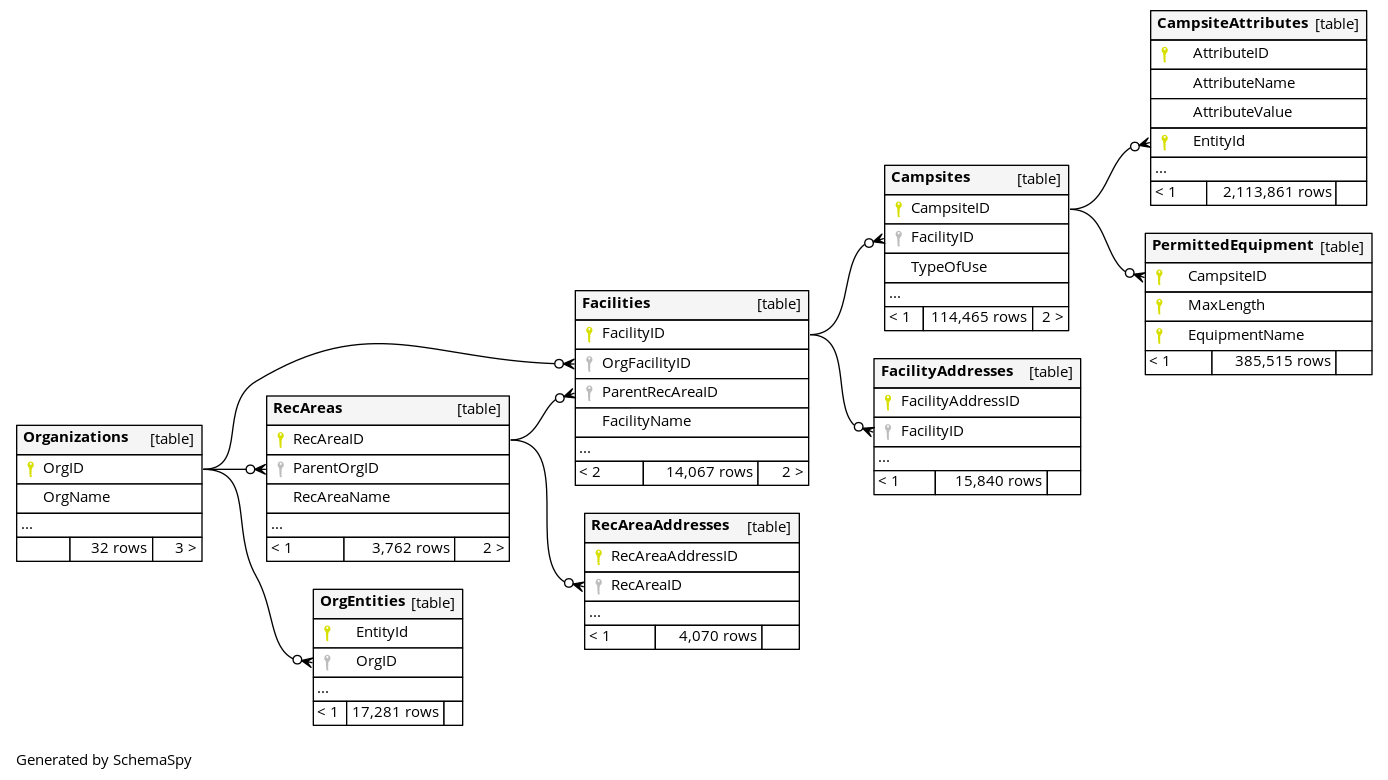 CampsiteAttributes [table]
AttributeID
AttributeName
AttributeValue
EntityId
...
< 1 2,113,861 rows
Campsites [table]
CampsiteID
FacilityID
TypeOfUse
...
< 1 114,465 rows 2 >
PermittedEquipment [table]
CampsiteID
MaxLength
EquipmentName
< 1 385,515 rows
Facilities [table]
FacilityID
OrgFacilityID
ParentRecAreaID
FacilityName
...
< 2 14,067 rows 2 >
FacilityAddresses [table]
FacilityAddressID
FacilityID
...
< 1 15,840 rows
RecAreas [table]
RecAreaID
ParentOrgID
RecAreaName
...
< 1 3,762 rows 2 >
Organizations [table]
OrgID
OrgName
...
32 rows 3 >
RecAreaAddresses [table]
RecAreaAddressID
RecAreaID
...
< 1 4,070 rows
OrgEntities [table]
EntityId
OrgID
...
< 1 17,281 rows
Generated by SchemaSpy